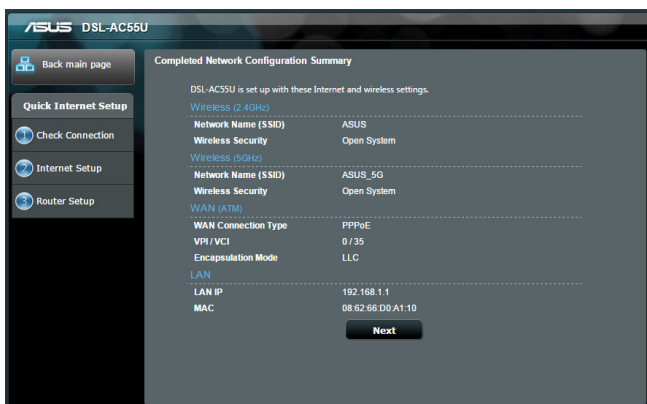 ASUS DSL-AC55U
Back main page
Quick Internet Setup
1 Check Connection
2 Internet Setup
3 Router Setup
Completed Network Configuration Summary
DSL-AC55U is set up with these Internet and wireless settings.
Wireless (2.4GHz)
Network Name (SSID) ASUS
Wireless Security Open System
Wireless (5GHz)
Network Name (SSID) ASUS_5G
Wireless Security Open System
WAN (ATM)
WAN Connection Type PPPoE
VPI / VCI 0 / 35
Encapsulation Mode LLC
LAN
LAN IP 192.168.1.1
MAC 08:62:66:D0:A1:10
Next